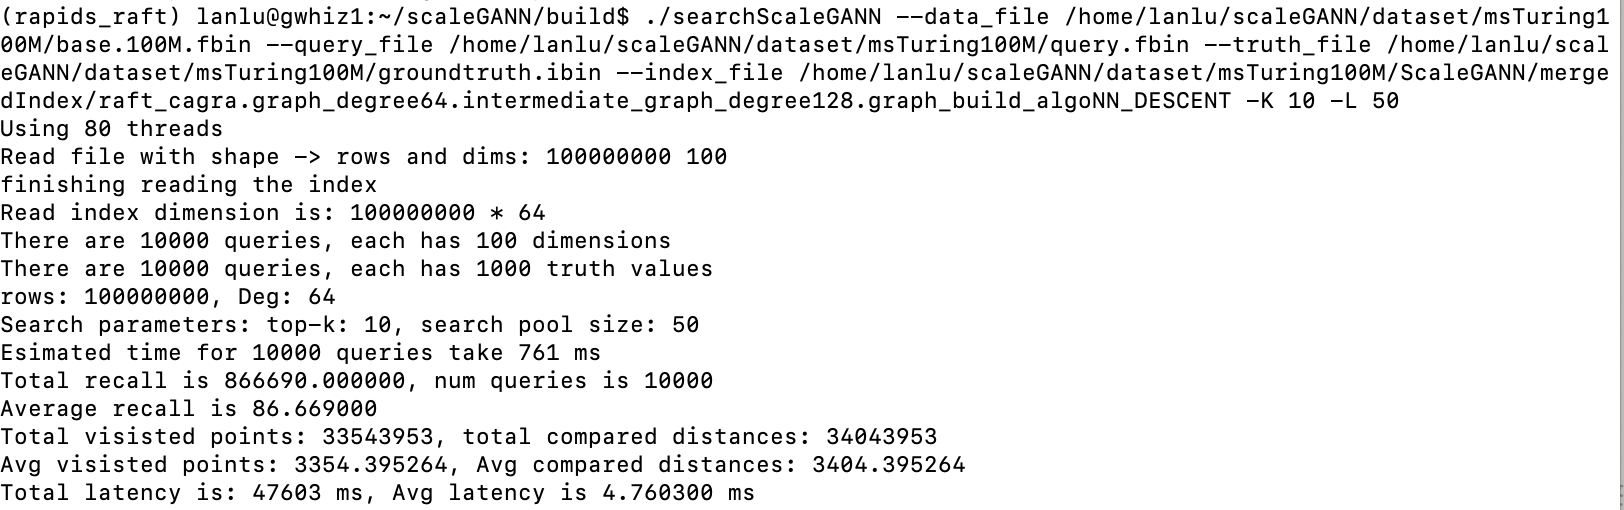 (rapids_raft) lanlu@gwhiz1:~/scaleGANN/build$ ./searchScaleGANN --data_file /home/lanlu/scaleGANN/dataset/msTuring1
00M/base.100M.fbin --query_file /home/lanlu/scaleGANN/dataset/msTuring100M/query.fbin --truth_file /home/lanlu/scal
eGANN/dataset/msTuring100M/groundtruth.ibin --index_file /home/lanlu/scaleGANN/dataset/msTuring100M/ScaleGANN/merge
dIndex/raft_cagra.graph_degree64.intermediate_graph_degree128.graph_build_algoNN_DESCENT -K 10 -L 50
Using 80 threads
Read file with shape -> rows and dims: 100000000 100
finishing reading the index
Read index dimension is: 100000000 * 64
There are 10000 queries, each has 100 dimensions
There are 10000 queries, each has 1000 truth values
rows: 100000000, Deg: 64
Search parameters: top-k: 10, search pool size: 50
Esimated time for 10000 queries take 761 ms
Total recall is 866690.000000, num queries is 10000
Average recall is 86.669000
Total visisted points: 33543953, total compared distances: 34043953
Avg visisted points: 3354.395264, Avg compared distances: 3404.395264
Total latency is: 47603 ms, Avg latency is 4.760300 ms